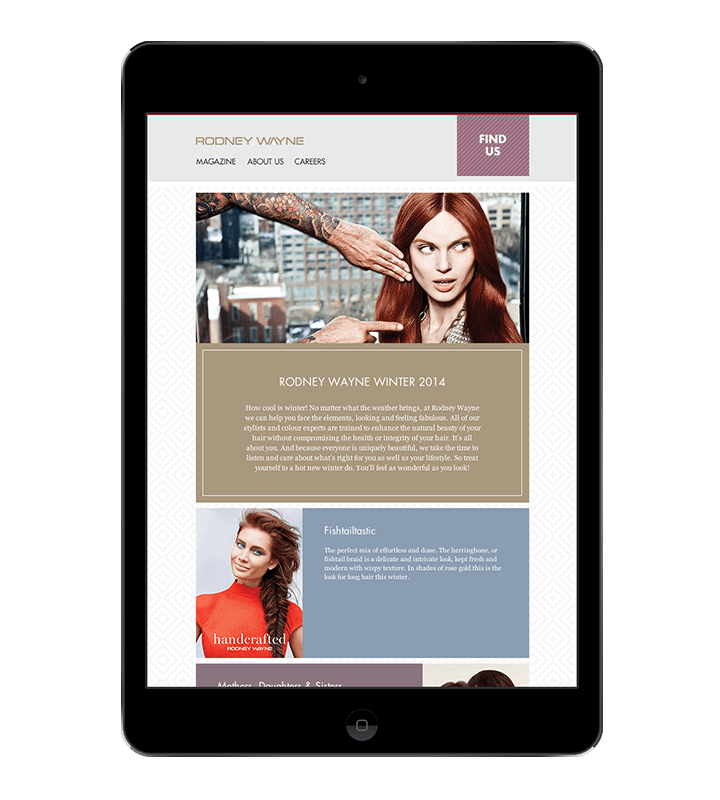 RODNEY WAYNE
MAGAZINE ABOUT US CAREERS
FIND
US
RODNEY WAYNE WINTER 2014
How cool is winter! No matter what the weather brings, at Rodney Wayne
we can help you face the elements, looking and feeling fabulous. All of our
stylists and colour experts are trained to enhance the natural beauty of your
hair without compromising the health or integrity of your hair. It's all
about you. And because everyone is uniquely beautiful, we take the time to
listen and care about what's right for you as well as your lifestyle. So treat
yourself to a hot new winter do. You'll feel as wonderful as you look!
Fishtailtastic
The perfect mix of effortless and done. The herringbone, or
fishtail braid is a delicate and intricate look, kept fresh and
modern with wispy texture. In shades of rose gold this is the
look for long hair this winter.
handcrafted
RODNEY WAYNE
Mothers, Daughters & Sisters